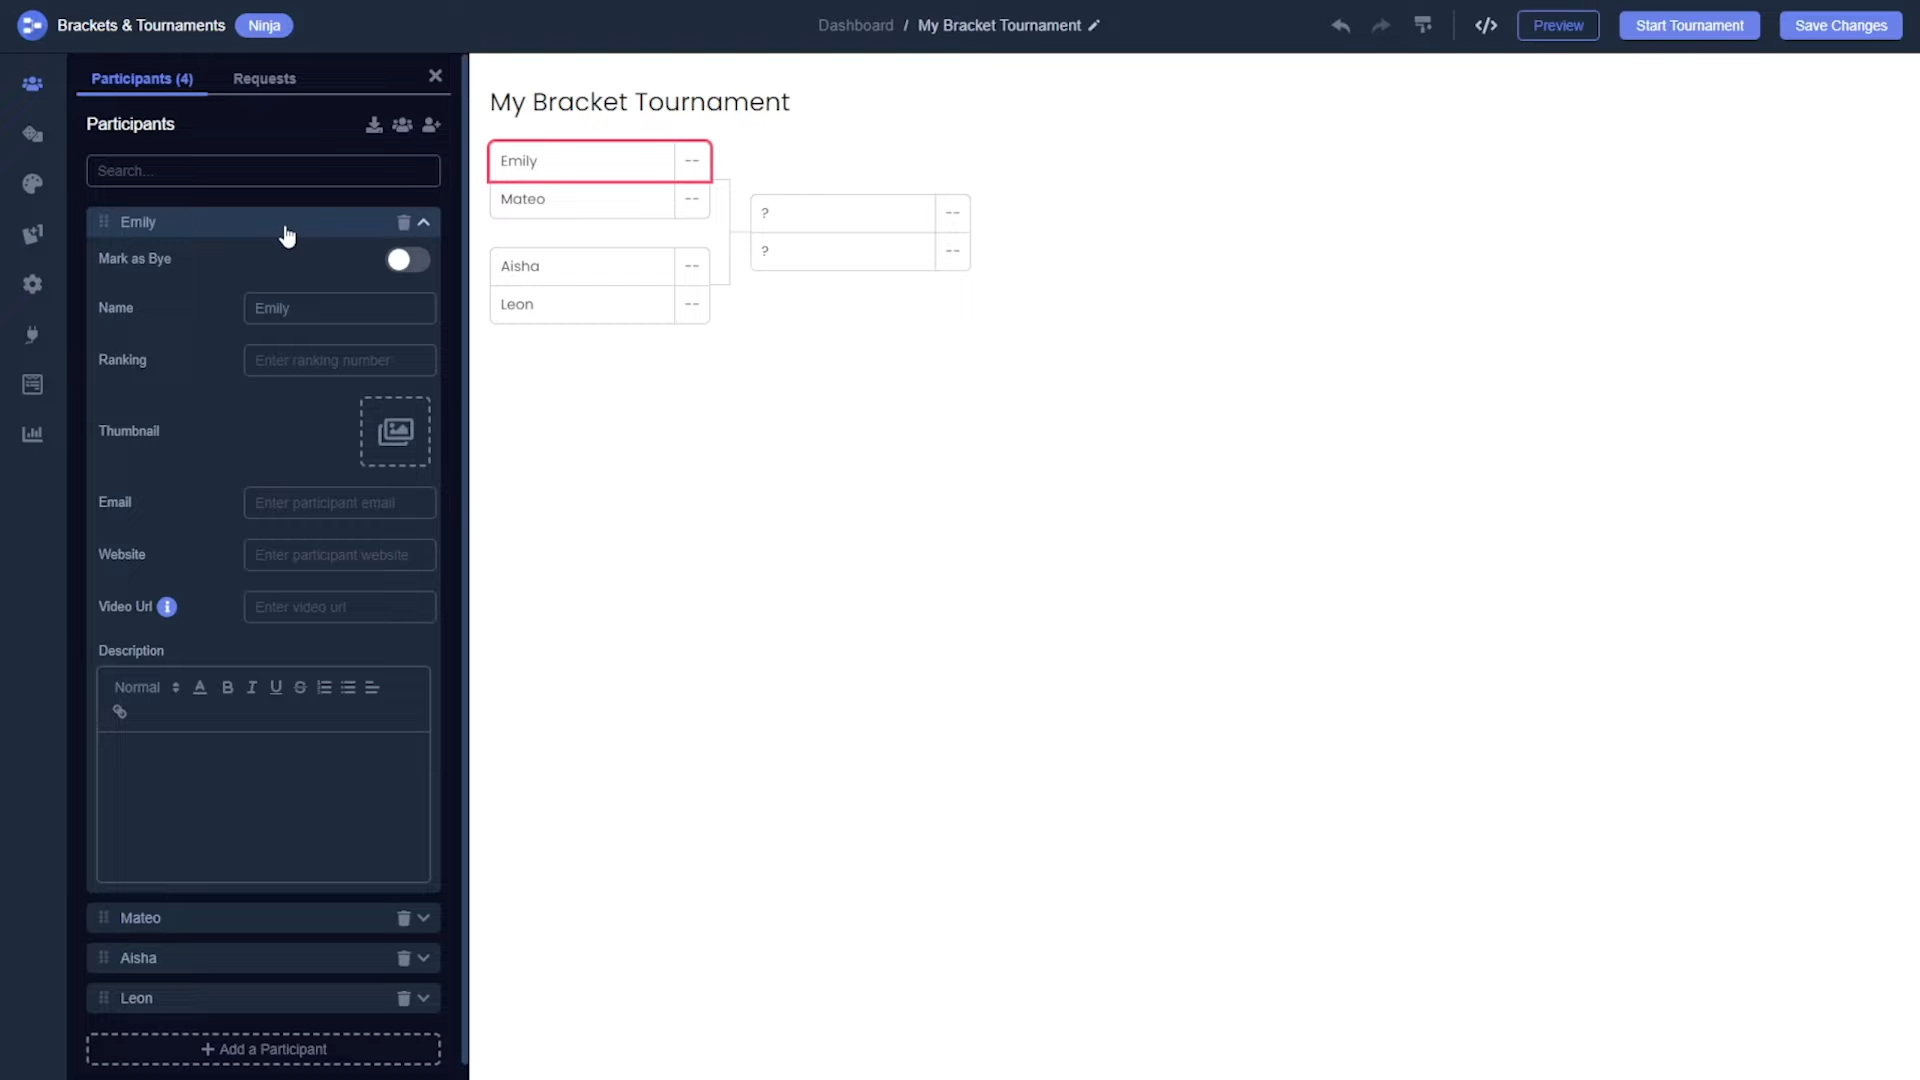 Brackets & Tournaments Ninja
Dashboard / My Bracket Tournament
Preview
Start Tournament
Save Changes
Participants (4)
Requests
Participants
Search...
Emily
Mark as Bye
Name Emily
Ranking Enter ranking number
Thumbnail
Email Enter participant email
Website Enter participant website
Video Url Enter video url
Description
Normal
Mateo
Aisha
Leon
+ Add a Participant
My Bracket Tournament
Emily --
Mateo --
Aisha --
Leon --
? --
? --